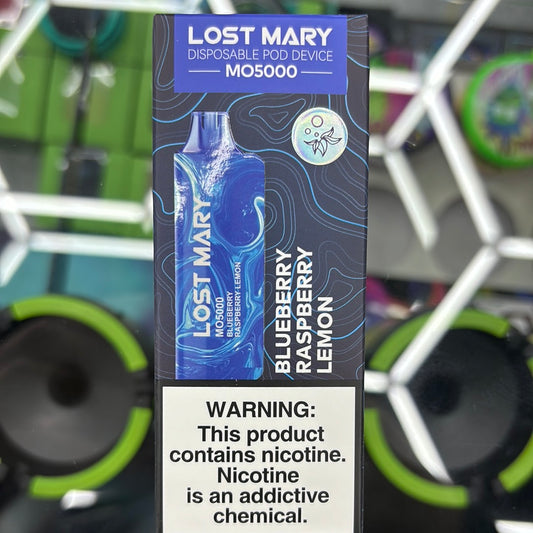 LOST MARY
DISPOSABLE POD DEVICE
MO5000
LOST MARY
MO5000
BLUEBERRY
RASPBERRY LEMON
BLUEBERRY
RASPBERRY
LEMON
WARNING:
This product
contains nicotine.
Nicotine
is an addictive
chemical.